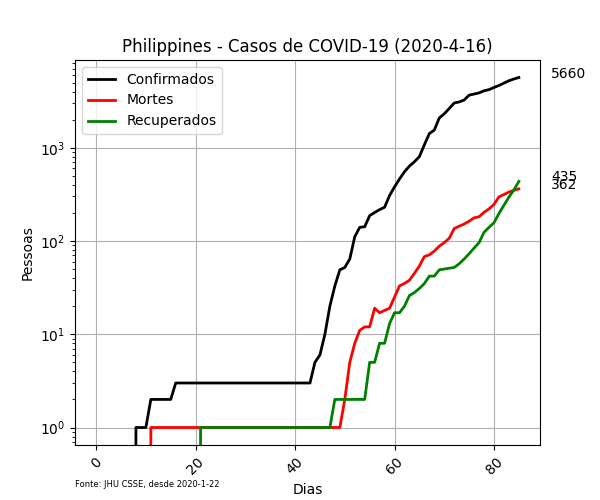 Philippines - Casos de COVID-19 (2020-4-16)
Confirmados
Mortes
Recuperados
5660
435
362
Pessoas
10³
10²
10¹
10⁰
0
20
40
60
80
Dias
Fonte: JHU CSSE, desde 2020-1-22